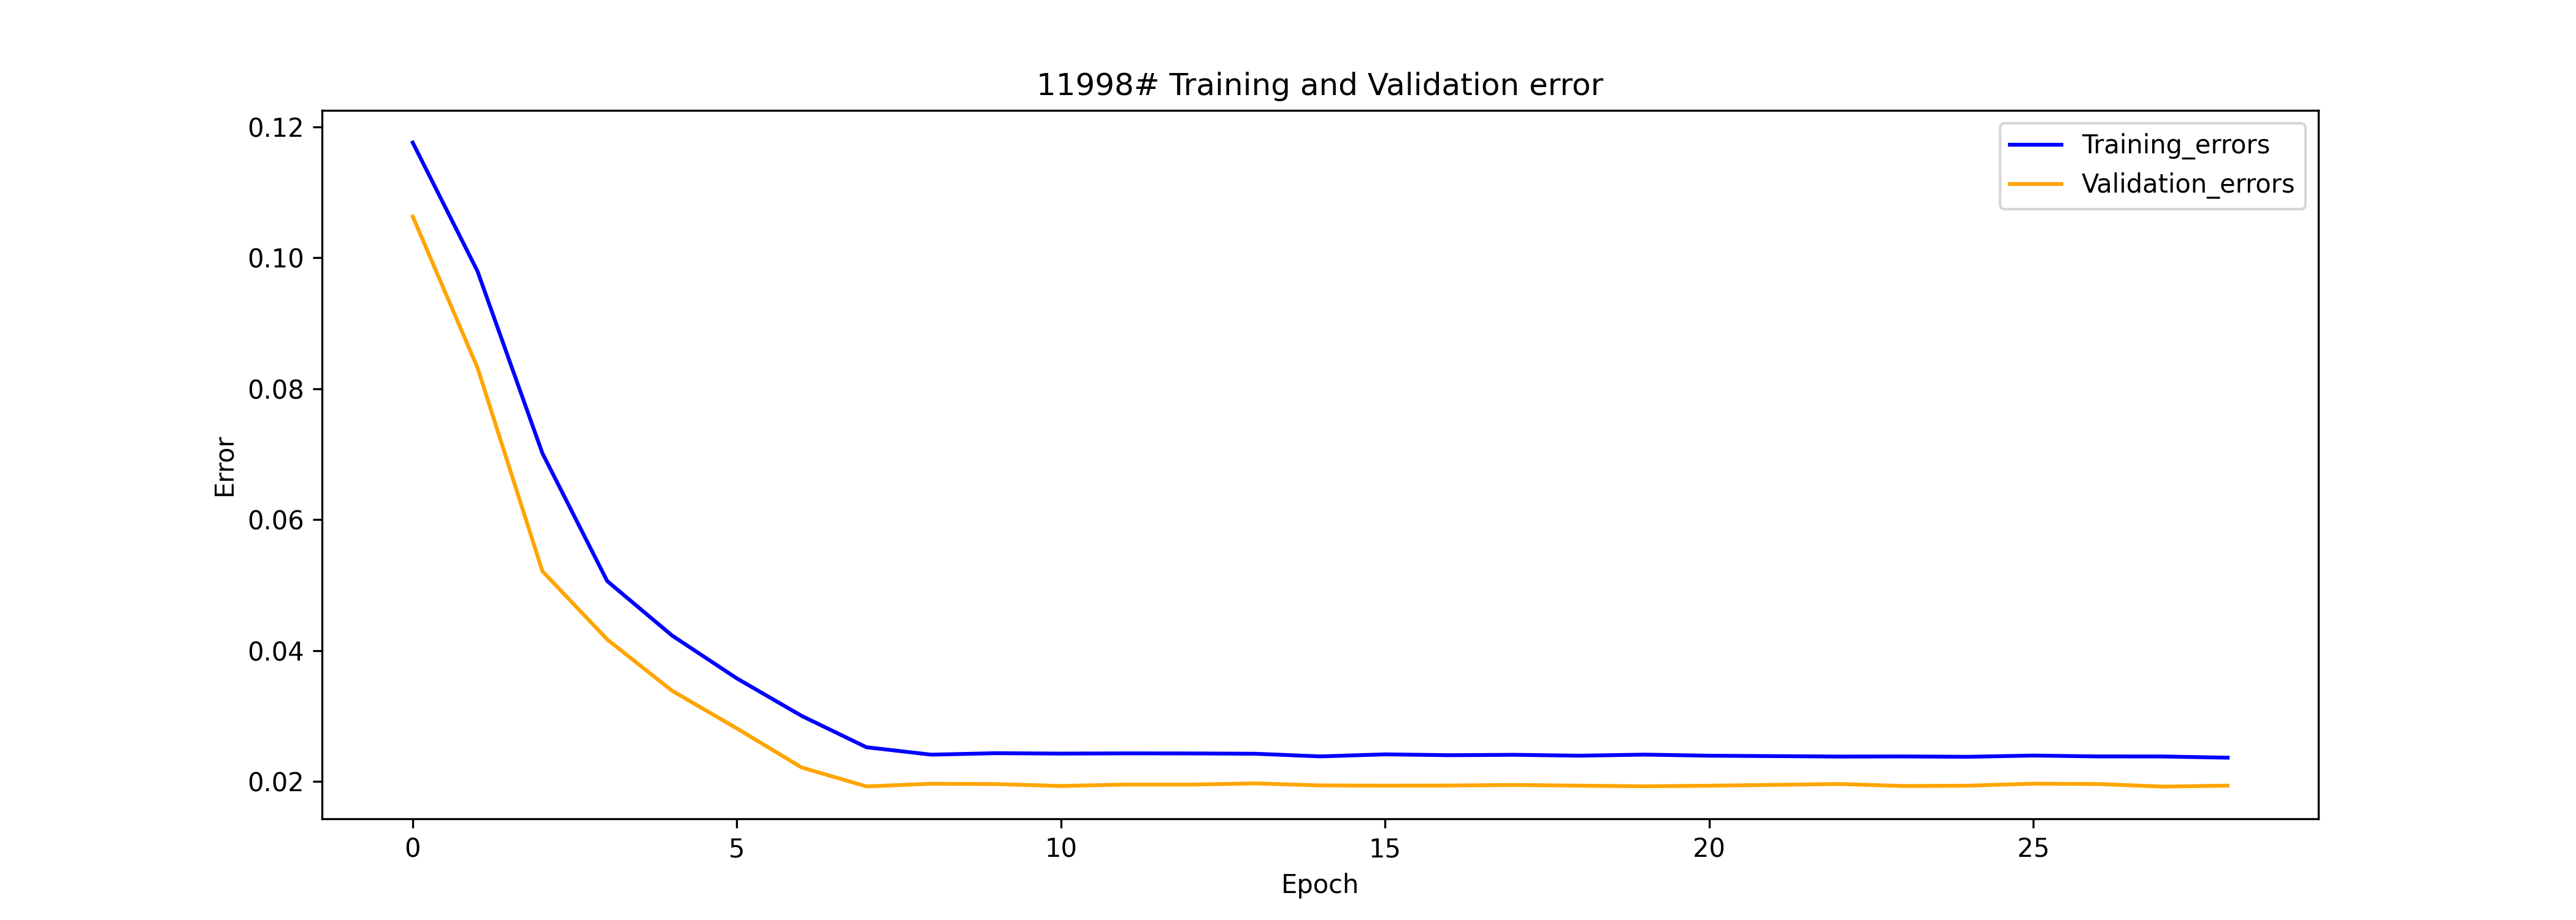 11998# Training and Validation error
Training_errors
Validation_errors
0.12
0.10
0.08
0.06
0.04
0.02
Error
0
5
10
15
20
25
Epoch